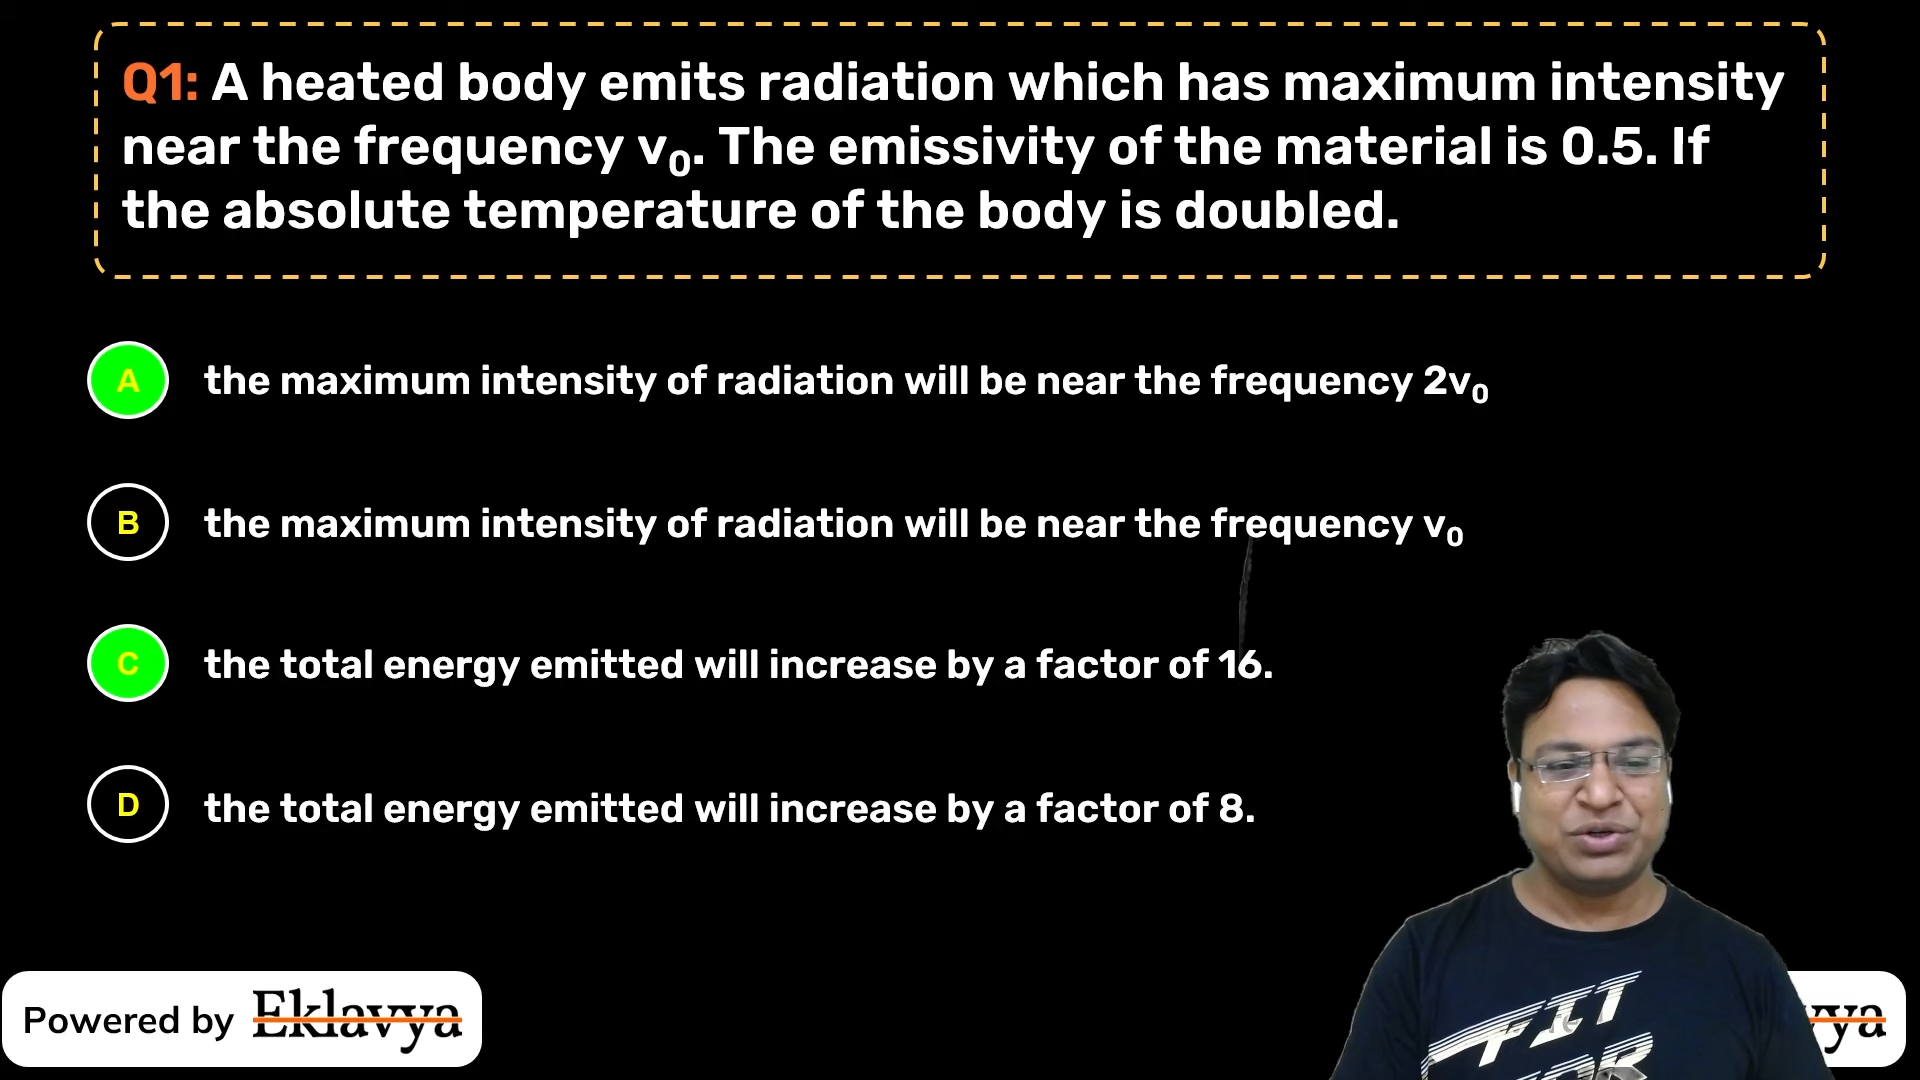 Q1: A heated body emits radiation which has maximum intensity
near the frequency v₀. The emissivity of the material is 0.5. If
the absolute temperature of the body is doubled.
A the maximum intensity of radiation will be near the frequency 2v₀
B the maximum intensity of radiation will be near the frequency v₀
C the total energy emitted will increase by a factor of 16.
D the total energy emitted will increase by a factor of 8.
Powered by Eklavya